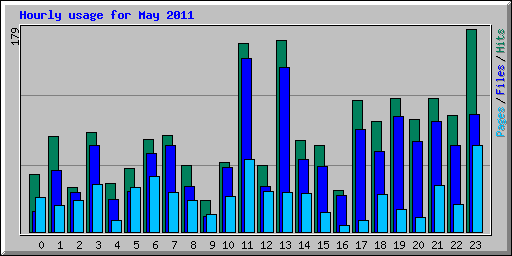 Hourly usage for May 2011
179
Pages / Files / Hits
0 1 2 3 4 5 6 7 8 9 10 11 12 13 14 15 16 17 18 19 20 21 22 23